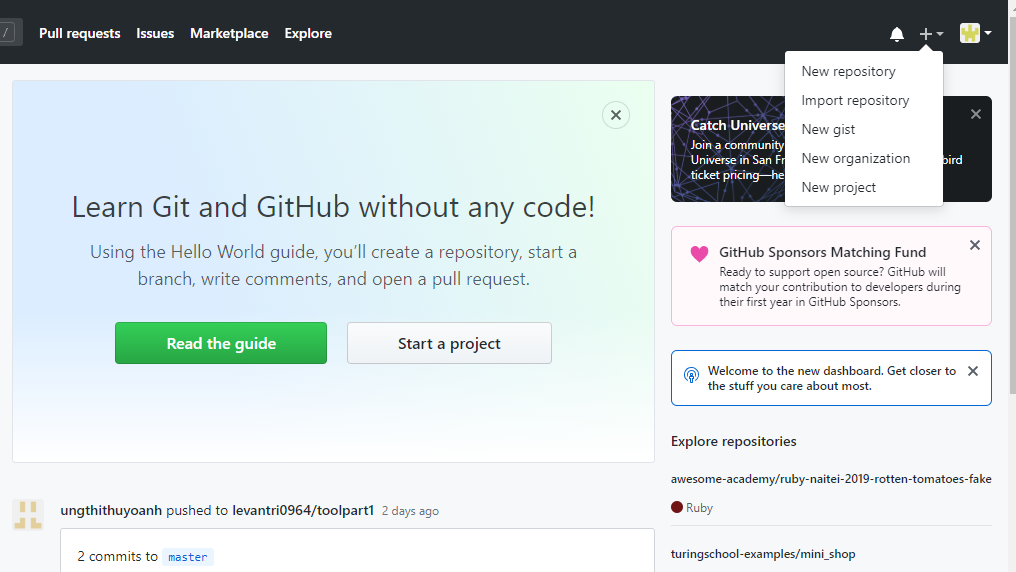 / Pull requests Issues Marketplace Explore
New repository
Import repository
New gist
New organization
New project
Learn Git and GitHub without any code!
Using the Hello World guide, you’ll create a repository, start a
branch, write comments, and open a pull request.
Read the guide Start a project
Catch Universe
Join a community
Universe in San Fr bird
ticket pricing—he
GitHub Sponsors Matching Fund
Ready to support open source? GitHub will
match your contribution to developers during
their first year in GitHub Sponsors.
Welcome to the new dashboard. Get closer to
the stuff you care about most.
Explore repositories
awesome-academy/ruby-naitei-2019-rotten-tomatoes-fake
Ruby
turingschool-examples/mini_shop
ungthithuyoanh pushed to levantri0964/toolpart1 2 days ago
2 commits to master